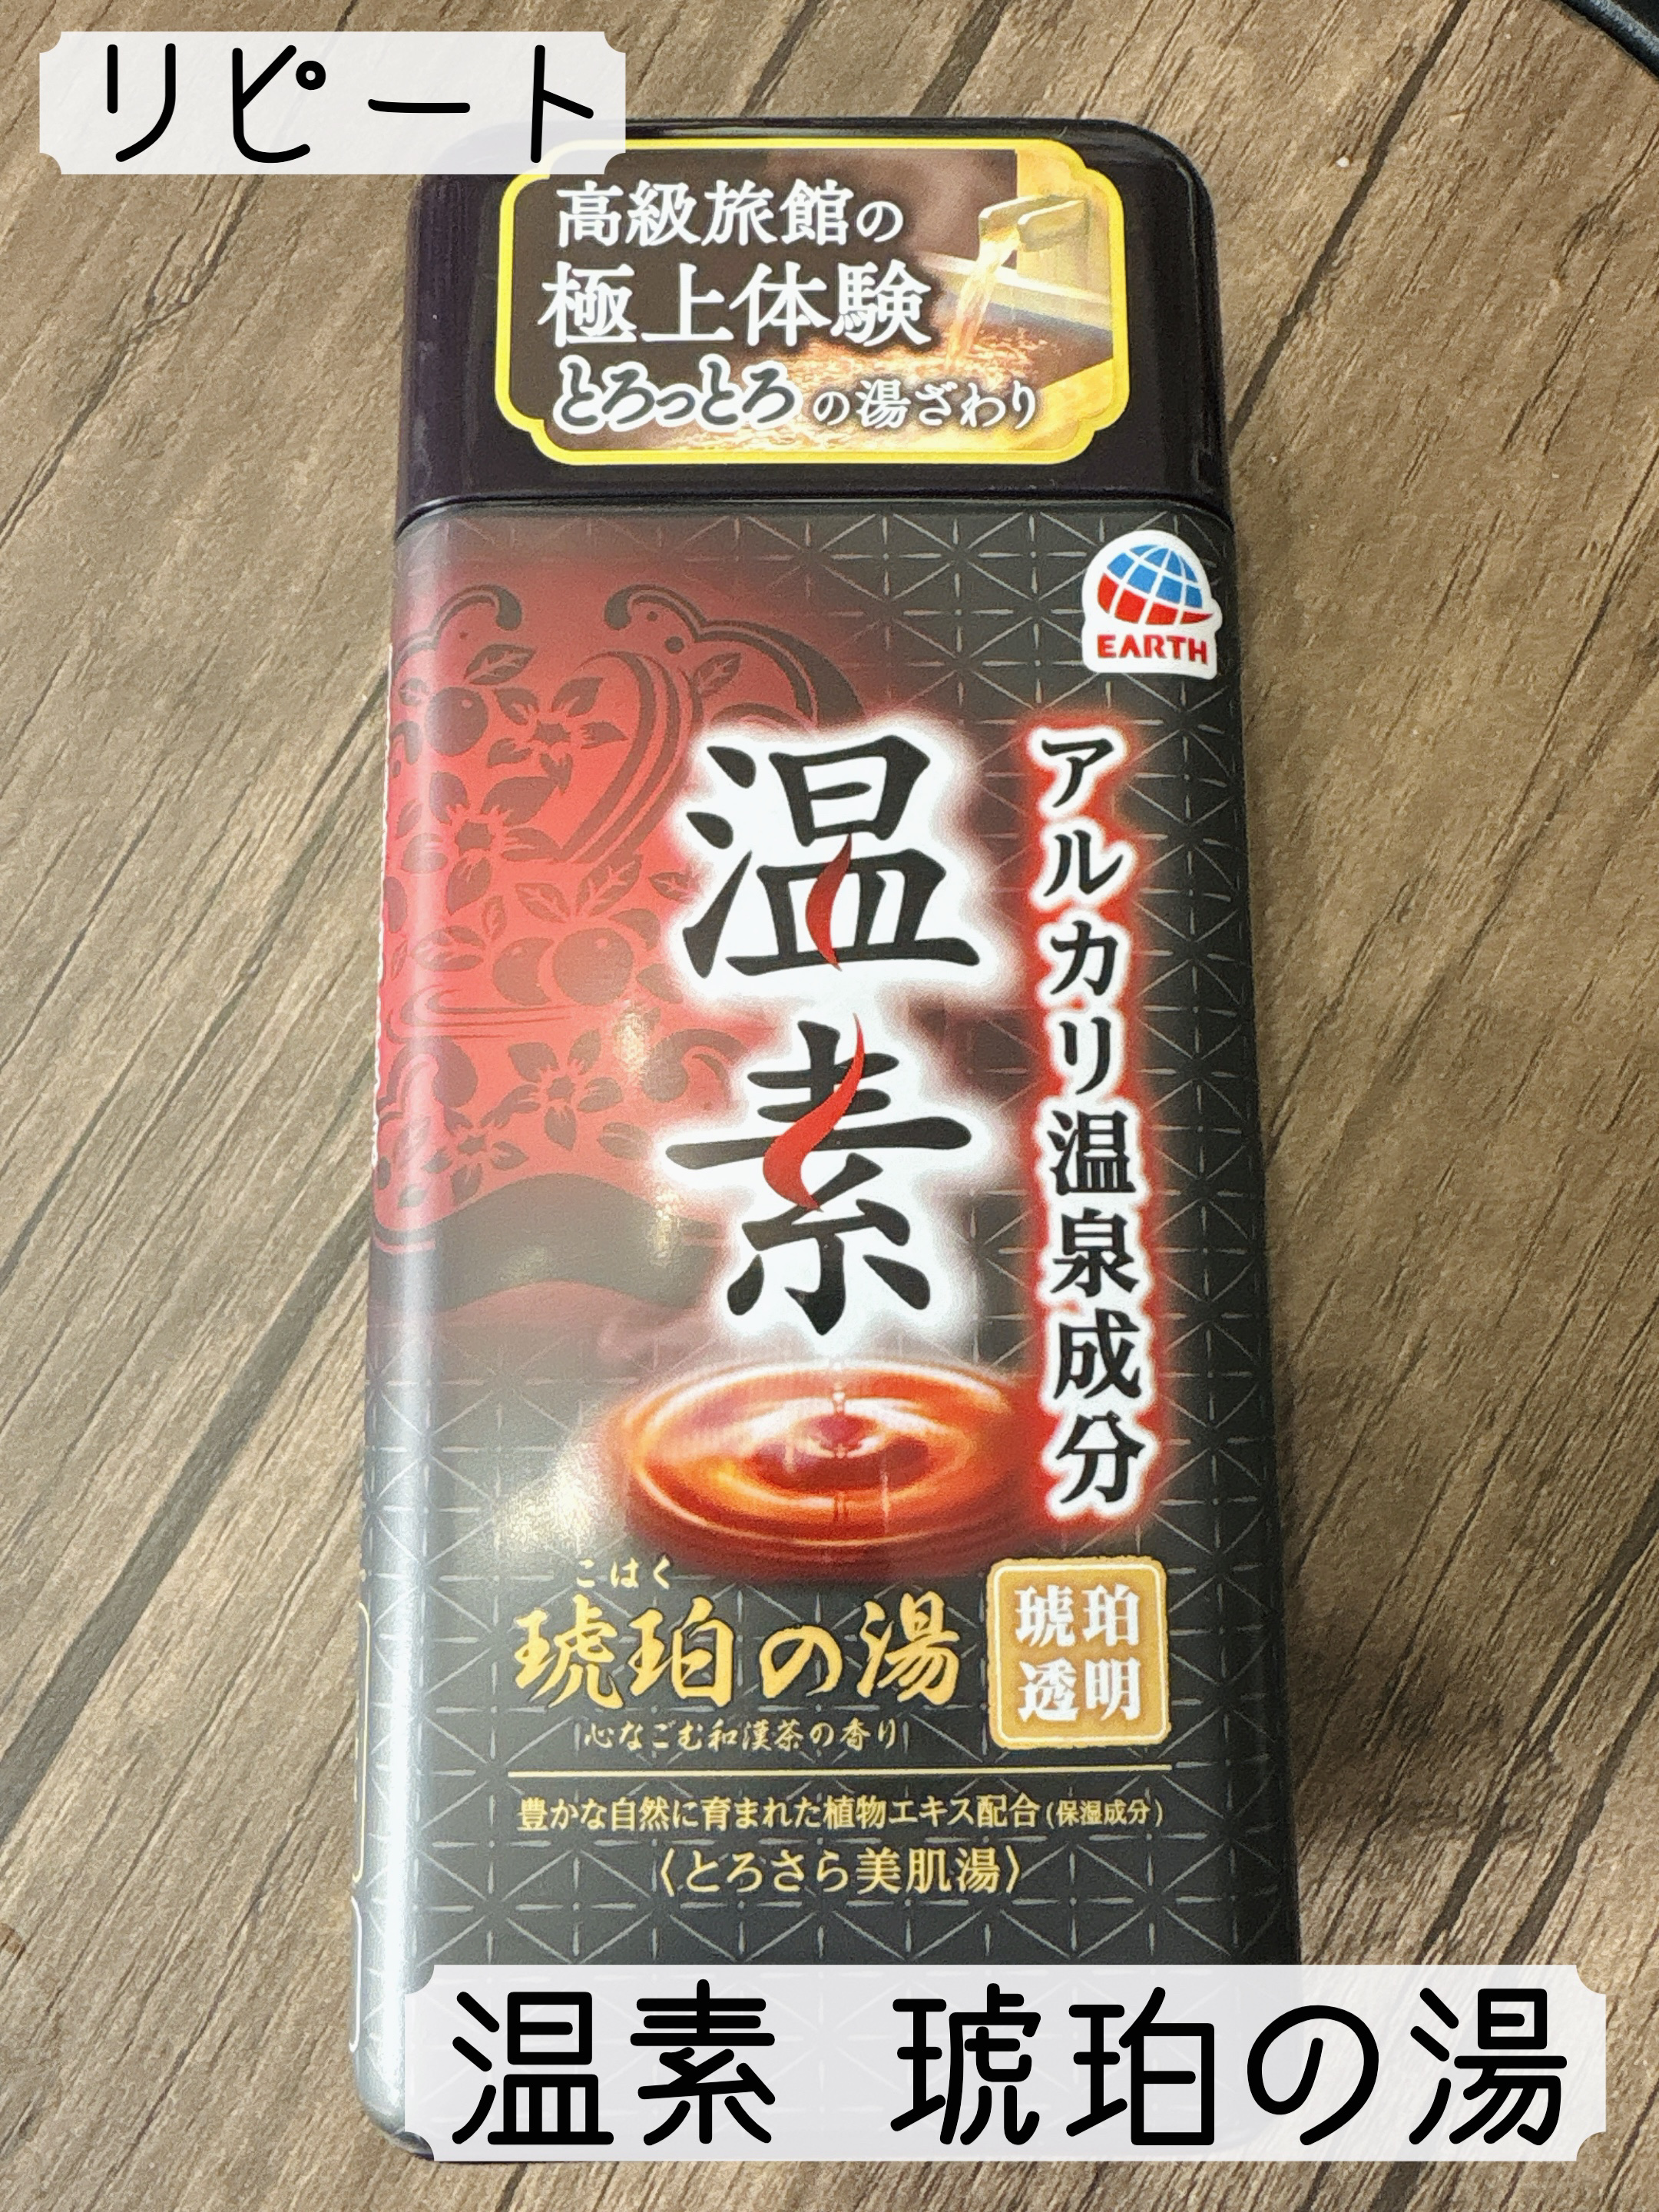 リピート
高級旅館の
極上体験
とろっとろの湯ざわり
EARTH
アルカリ温泉成分
温素
こはく
琥珀の湯
琥珀
透明
心なごむ和漢茶の香り
豊かな自然に育まれた植物エキス配合(保湿成分)
〈とろさら美肌湯〉
温素 琥珀の湯